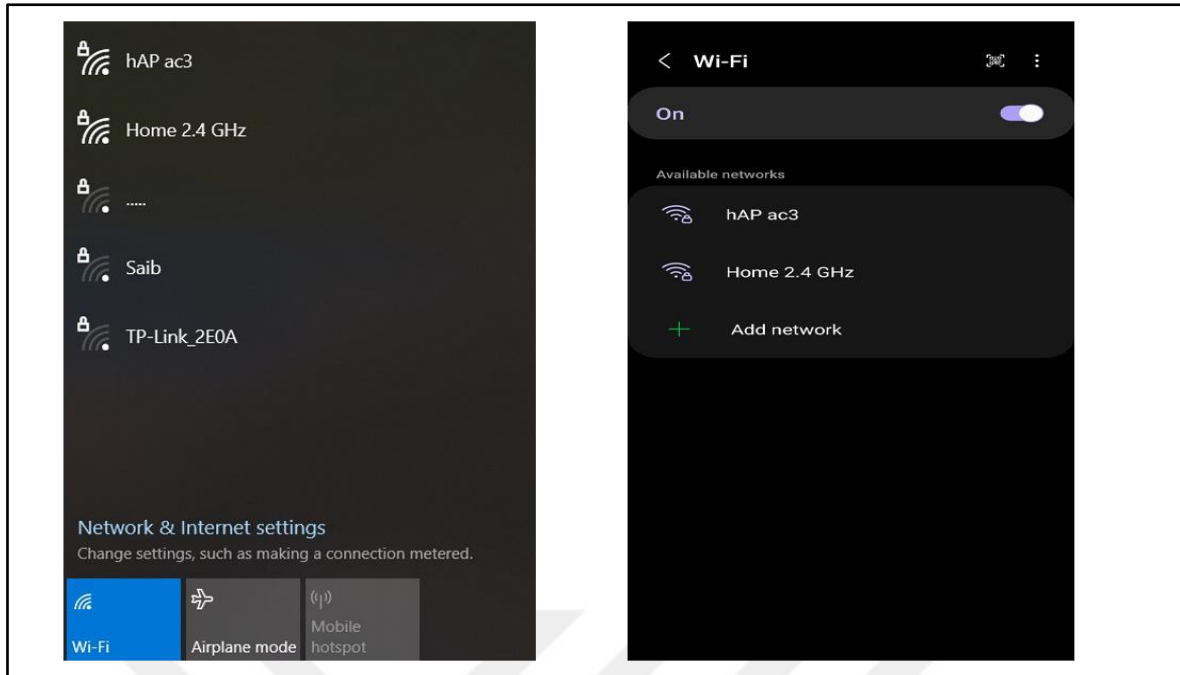 hAP ac3
Home 2.4 GHz
.....
Saib
TP-Link_2E0A
Network & Internet settings
Change settings, such as making a connection metered.
Wi-Fi
Airplane mode
Mobile
hotspot
Wi-Fi
On
Available networks
hAP ac3
Home 2.4 GHz
Add network